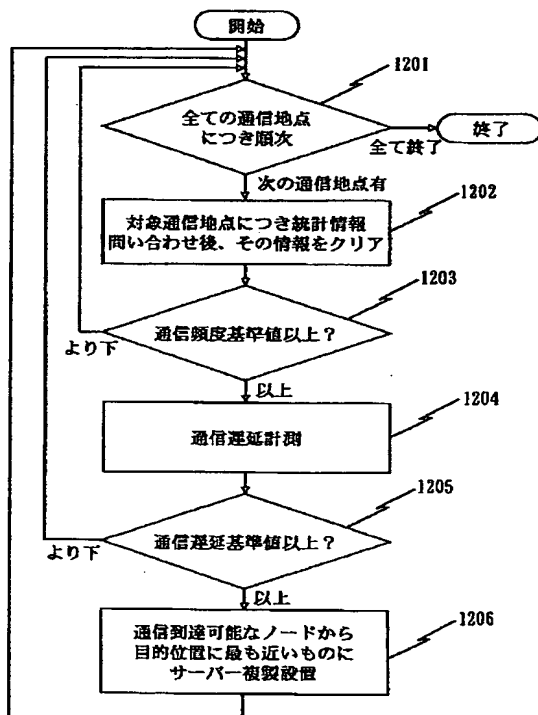 開始
1201
全ての通信地点
につき順次
終了
全て終了
次の通信地点有
1202
対象通信地点につき統計情報
問い合わせ後、その情報をクリア
1203
通信頻度基準値以上？
より下
以上
1204
通信遅延計測
1205
通信遅延基準値以上？
より下
以上
1206
通信到達可能なノードから
目的位置に最も近いものに
サーバー複製設置